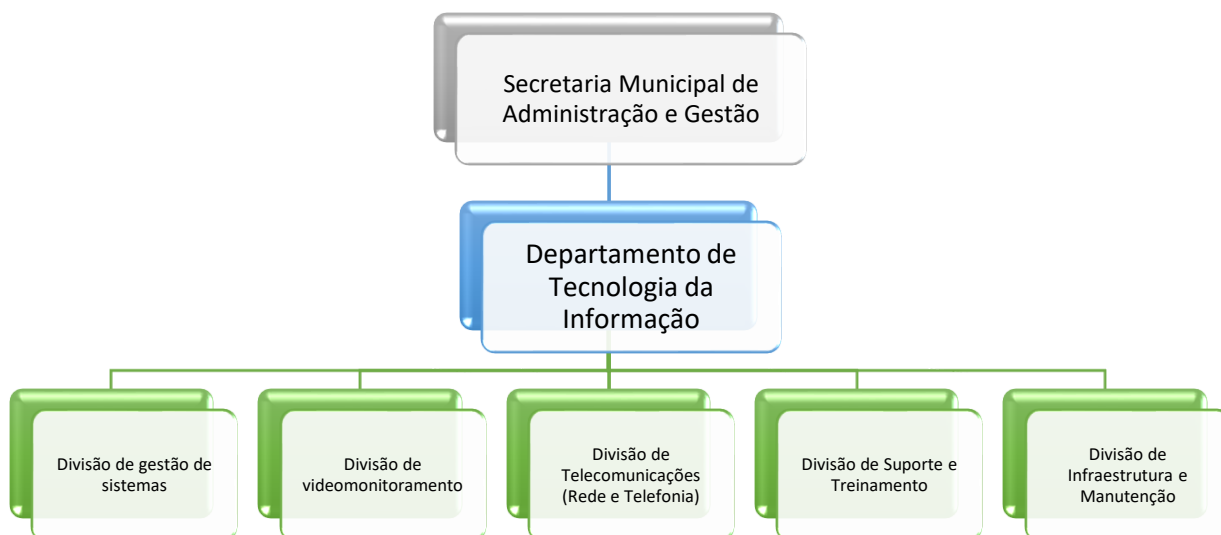 Secretaria Municipal de
Administração e Gestão
Departamento de
Tecnologia da
Informação
Divisão de gestão de
sistemas
Divisão de
videomonitoramento
Divisão de
Telecomunicações
(Rede e Telefonia)
Divisão de Suporte e
Treinamento
Divisão de
Infraestrutura e
Manutenção